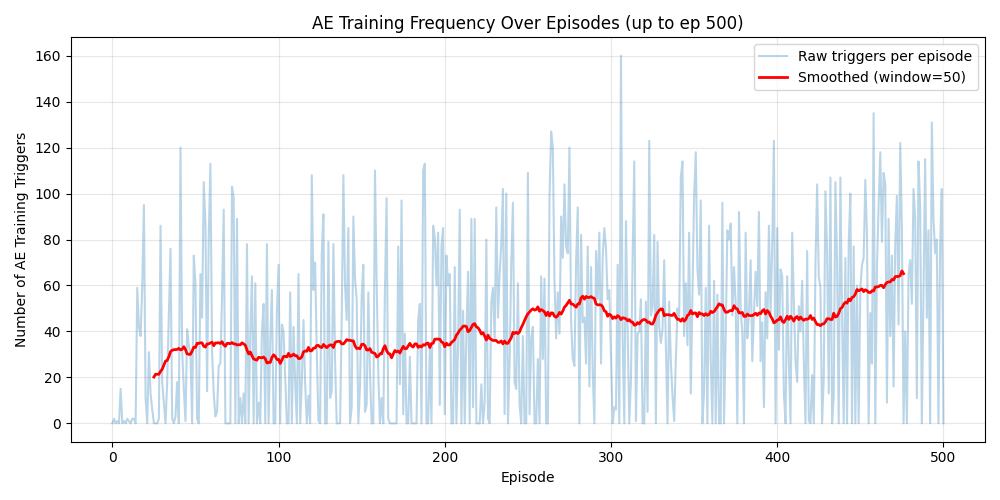 AE Training Frequency Over Episodes (up to ep 500)
Raw triggers per episode
Smoothed (window=50)
Number of AE Training Triggers
160
140
120
100
80
60
40
20
0
0 100 200 300 400 500
Episode